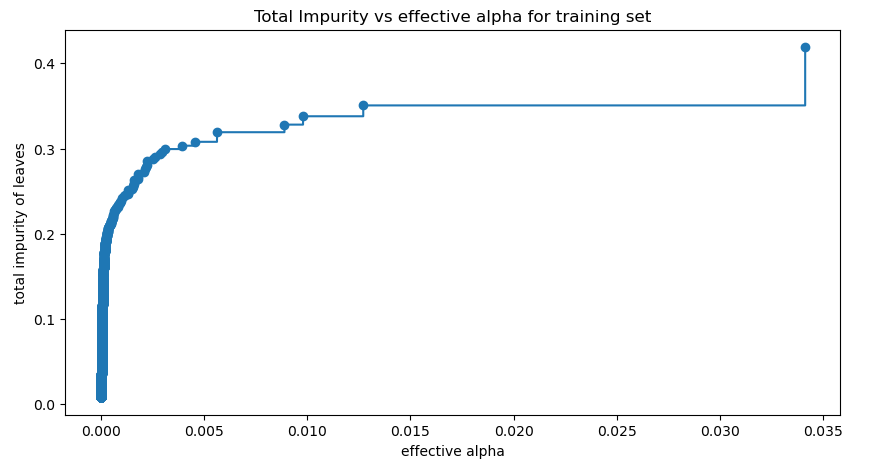 Total Impurity vs effective alpha for training set
total impurity of leaves
0.4
0.3
0.2
0.1
0.0
0.000 0.005 0.010 0.015 0.020 0.025 0.030 0.035
effective alpha